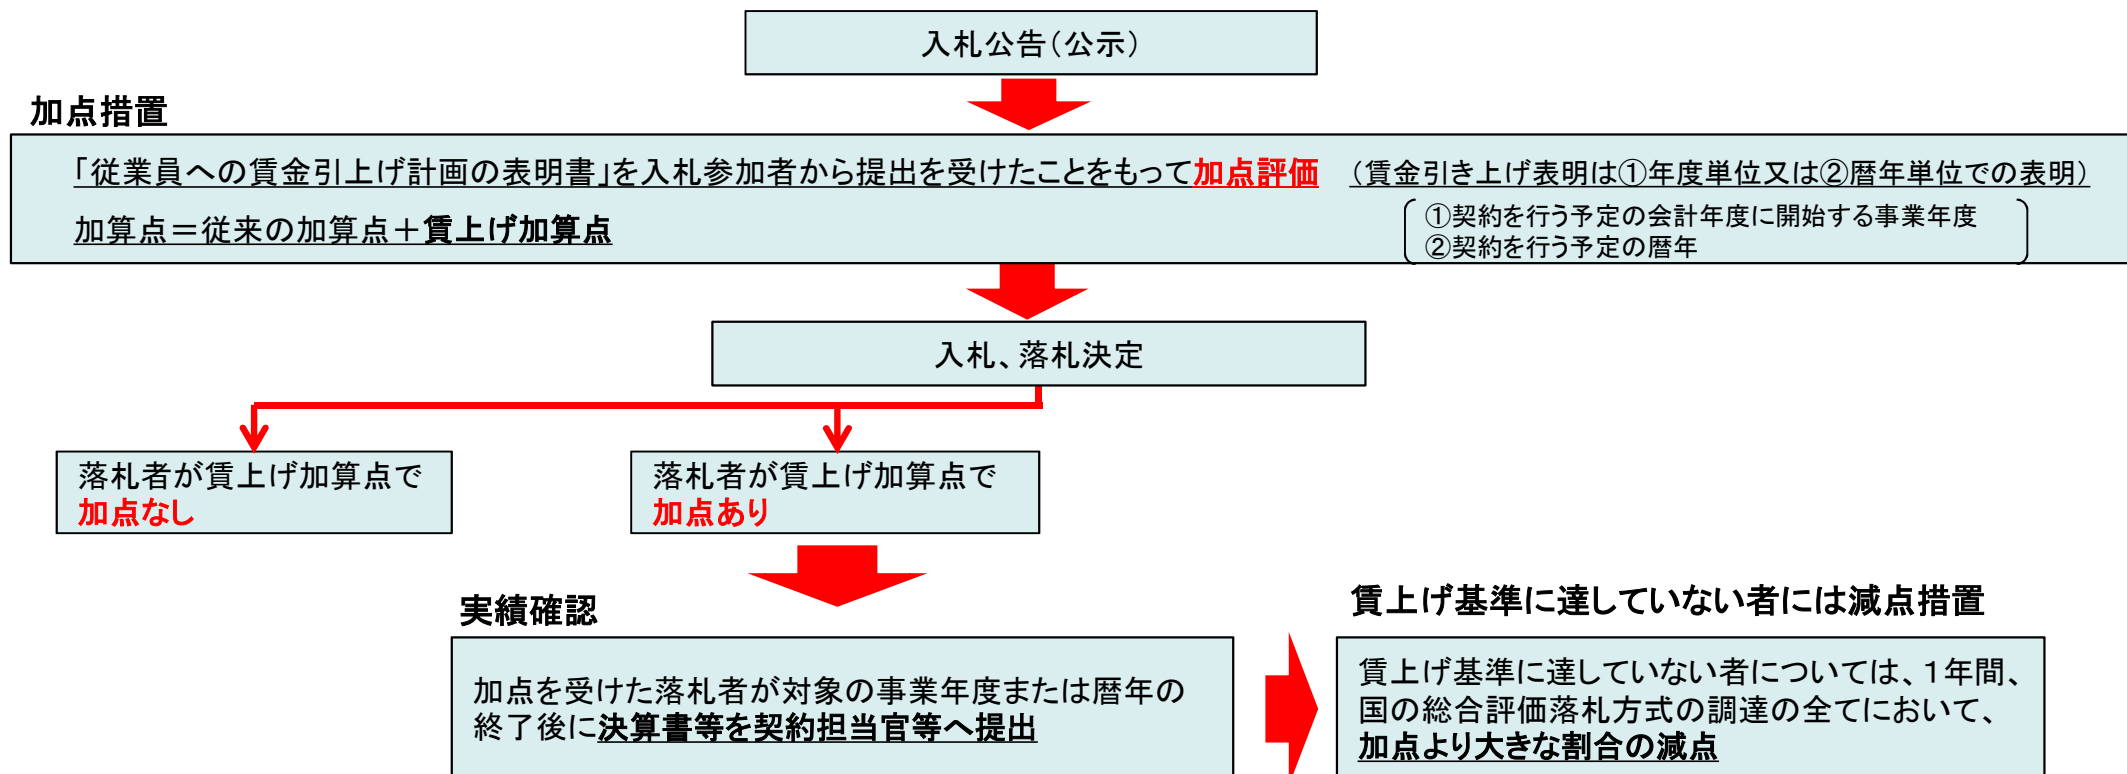 入札公告（公示）
加点措置
「従業員への賃金引上げ計画の表明書」を入札参加者から提出を受けたことをもって加点評価　（賃金引き上げ表明は①年度単位又は②暦年単位での表明）
加算点＝従来の加算点＋賃上げ加算点
①契約を行う予定の会計年度に開始する事業年度
②契約を行う予定の暦年
入札、落札決定
落札者が賃上げ加算点で
加点なし
落札者が賃上げ加算点で
加点あり
実績確認
加点を受けた落札者が対象の事業年度または暦年の
終了後に決算書等を契約担当官等へ提出
賃上げ基準に達していない者には減点措置
賃上げ基準に達していない者については、１年間、
国の総合評価落札方式の調達の全てにおいて、
加点より大きな割合の減点